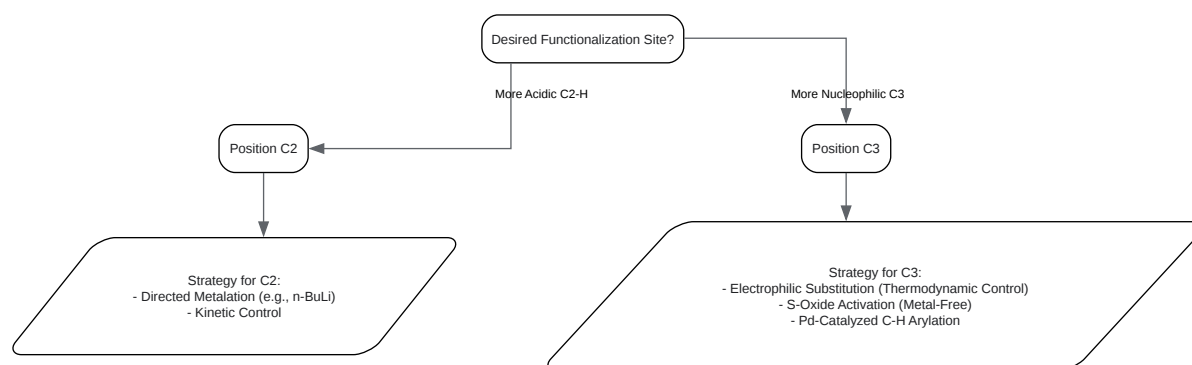 Desired Functionalization Site?
More Acidic C2-H
More Nucleophilic C3
Position C2
Position C3
Strategy for C2:
- Directed Metalation (e.g., n-BuLi)
- Kinetic Control
Strategy for C3:
- Electrophilic Substitution (Thermodynamic Control)
- S-Oxide Activation (Metal-Free)
- Pd-Catalyzed C-H Arylation